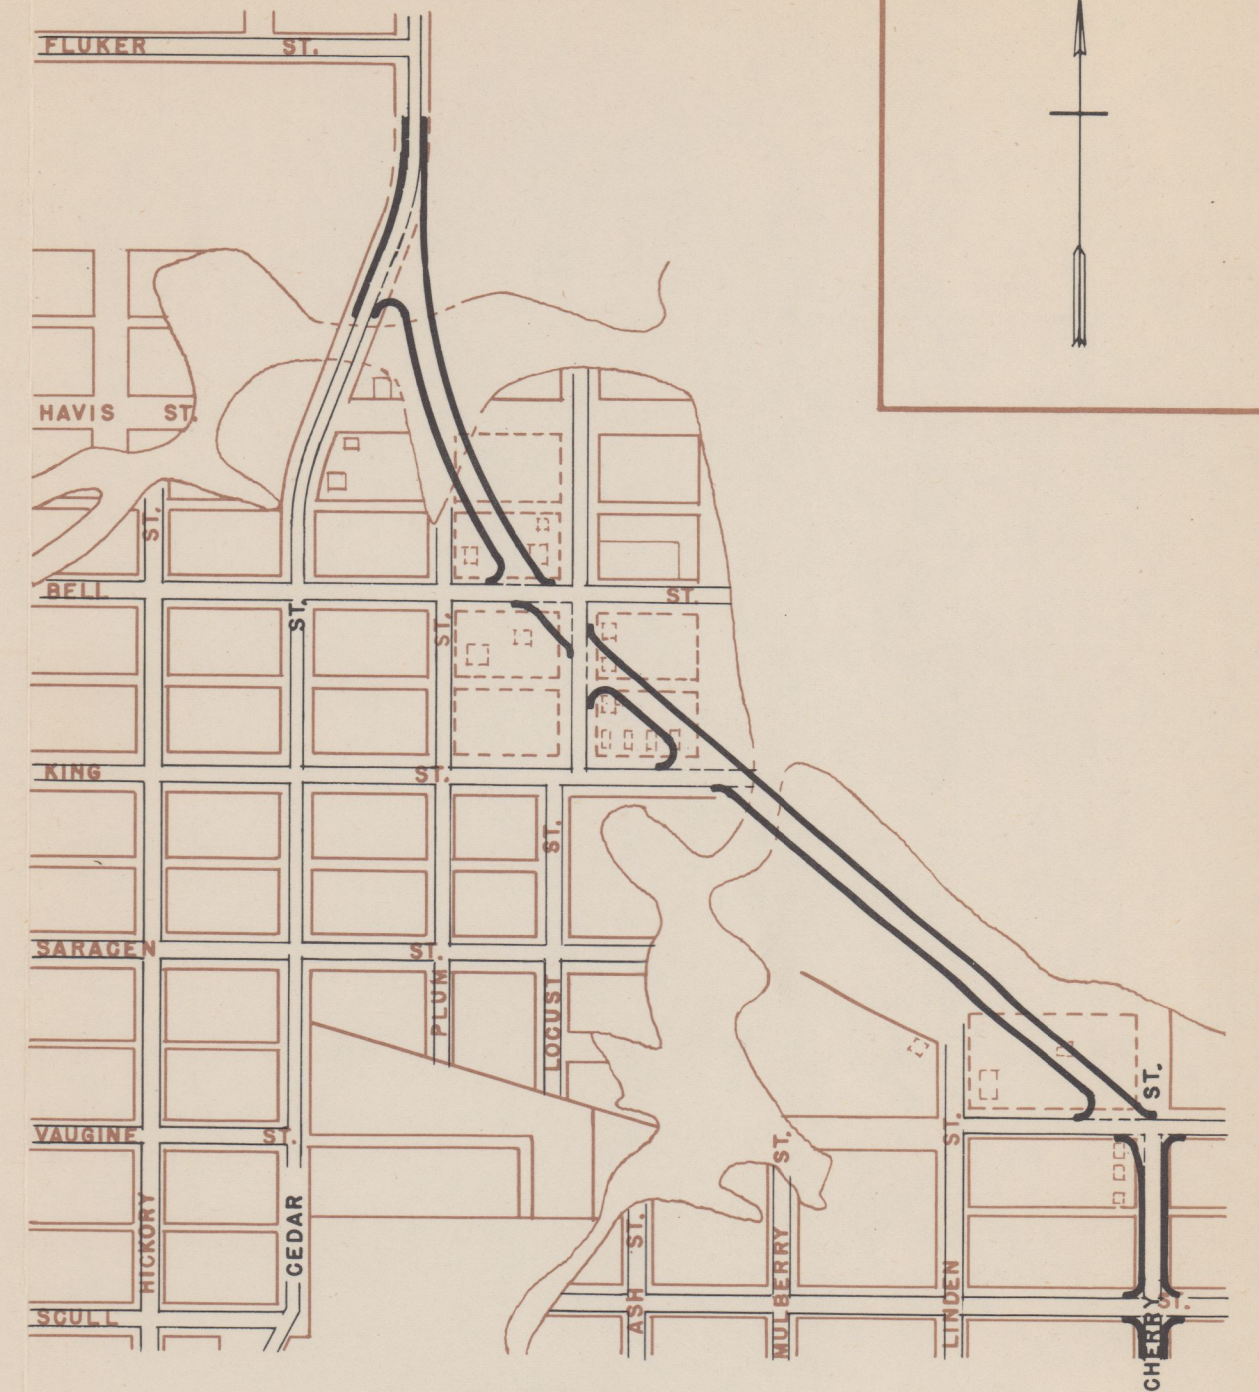 FLUKER ST.
HAVIS ST.
ST.
BELL ST.
ST.
ST.
KING ST.
ST.
SARACEN ST.
PLUM
LOCUST
ST.
VAUGINE ST.
ST.
ST.
HICKORY
CEDAR
ST.
ASH
MULBERRY
LINDEN
SCULL ST.
CHERRY